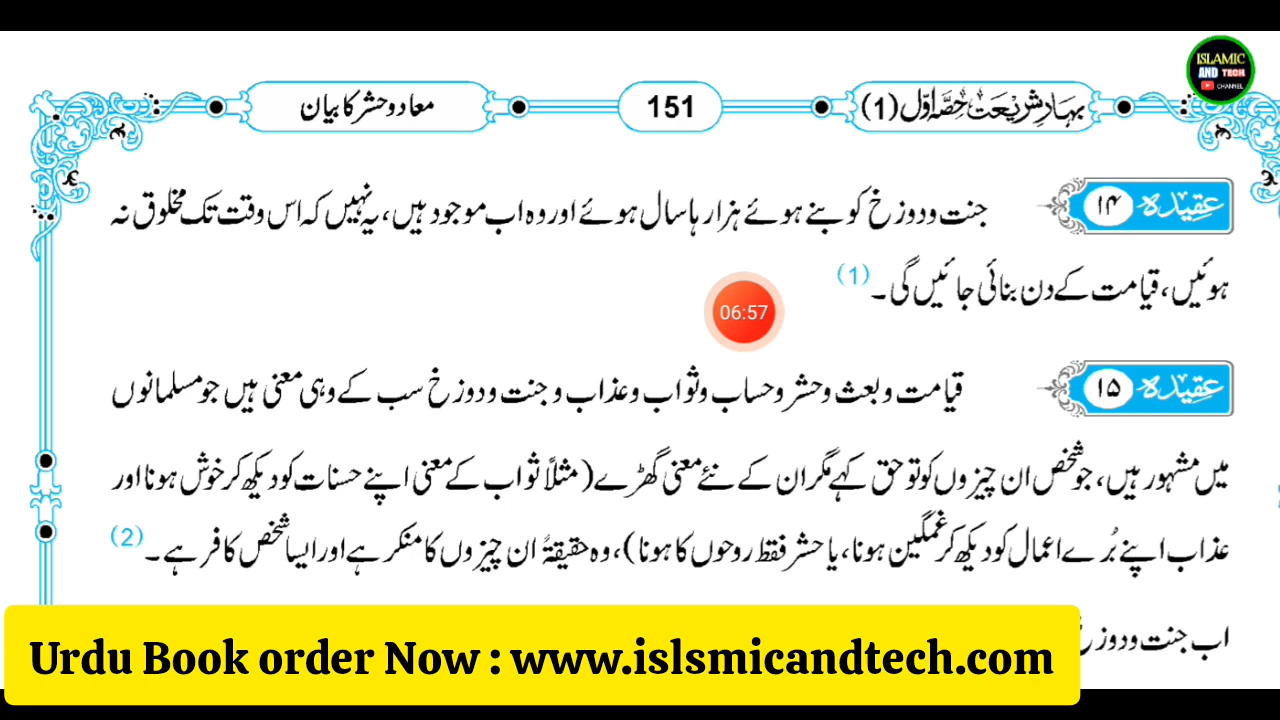 ISLAMIC
AND TECH
CHANNEL
بہارِ شریعت حصّہ اوّل (1)
151
معاد و حشر کا بیان
عقیدہ ۱۴ جنت و دوزخ کو بنے ہوئے ہزارہا سال ہوئے اور وہ اب موجود ہیں، یہ نہیں کہ اس وقت تک مخلوق نہ
ہوئیں، قیامت کے دن بنائی جائیں گی۔ (1)
06:57
عقیدہ ۱۵ قیامت و بعث و حشر و حساب و ثواب و عذاب و جنت و دوزخ سب کے وہی معنی ہیں جو مسلمانوں
میں مشہور ہیں، جو شخص ان چیزوں کو تو حق کہے مگر ان کے نئے معنی گھڑے (مثلاً ثواب کے معنی اپنے حسنات کو دیکھ کر خوش ہونا اور
عذاب اپنے بُرے اعمال کو دیکھ کر غمگین ہونا، یا حشر فقط روحوں کا ہونا)، وہ حقیقۃً ان چیزوں کا منکر ہے اور ایسا شخص کافر ہے۔ (2)
اب جنت و دوزخ
Urdu Book order Now : www.islsmicandtech.com